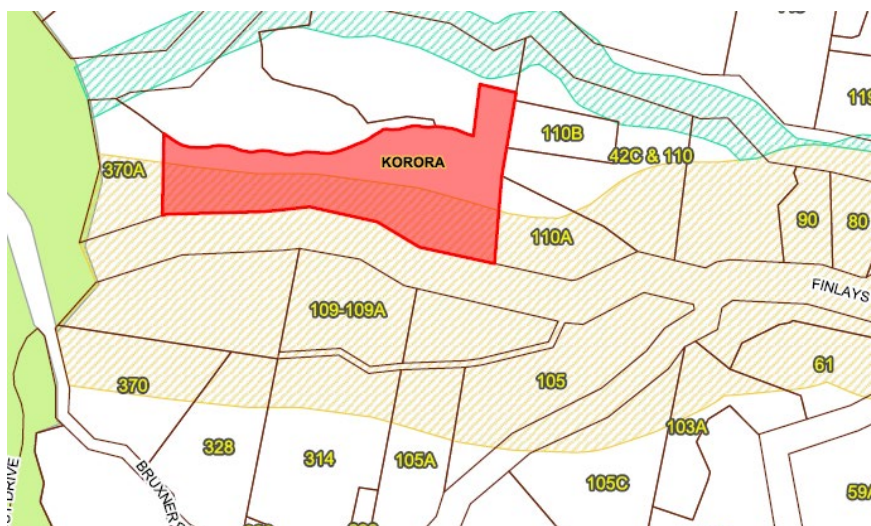 119
110B
KORORA
42C & 110
370A
90
80
110A
FINLAYS
109-109A
61
370
105
103A
328
314
105A
105C
BRUXNER
59A
DRIVE